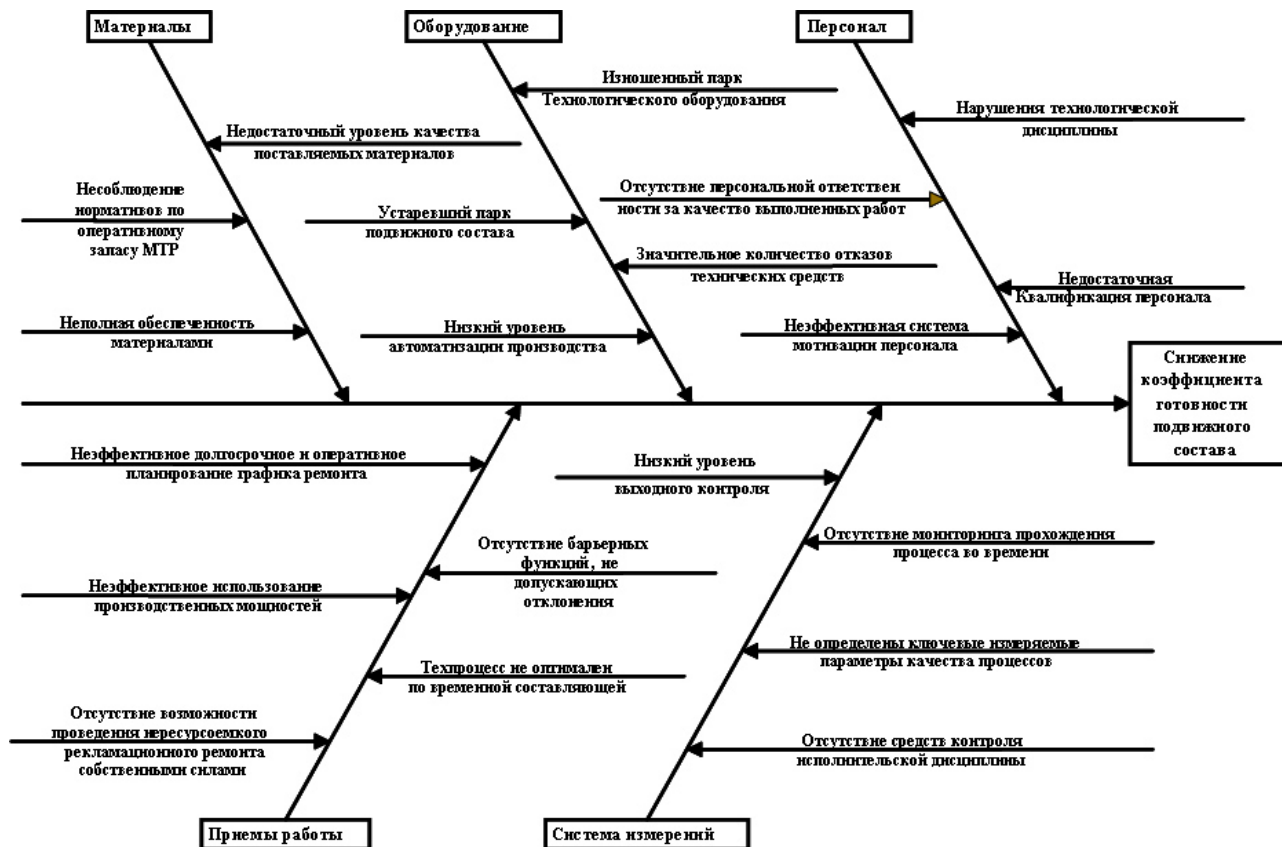 Материалы
Оборудование
Персонал
Изношенный парк
Технологического оборудования
Нарушения технологической
дисциплины
Недостаточный уровень качества
поставляемых материалов
Несоблюдение
нормативов по
оперативному
запасу МТР
Отсутствие персональной ответствен
ности за качество выполненных работ
Устаревший парк
подвижного состава
Значительное количество отказов
технических средств
Недостаточная
Квалификация персонала
Неполная обеспеченность
материалами
Низкий уровень
автоматизации производства
Неэффективная система
мотивации персонала
Снижение
коэффициента
готовности
подвижного
состава
Неэффективное долгосрочное и оперативное
планирование графика ремонта
Низкий уровень
выходного контроля
Отсутствие мониторинга прохождения
процесса во времени
Отсутствие барьерных
функций, не
допускающих
отклонения
Неэффективное использование
производственных мощностей
Не определены ключевые измеряемые
параметры качества процессов
Техпроцесс не оптимален
по временной составляющей
Отсутствие возможности
проведения нересурсоемкого
рекламационного ремонта
собственными силами
Отсутствие средств контроля
исполнительской дисциплины
Приемы работы
Система измерений